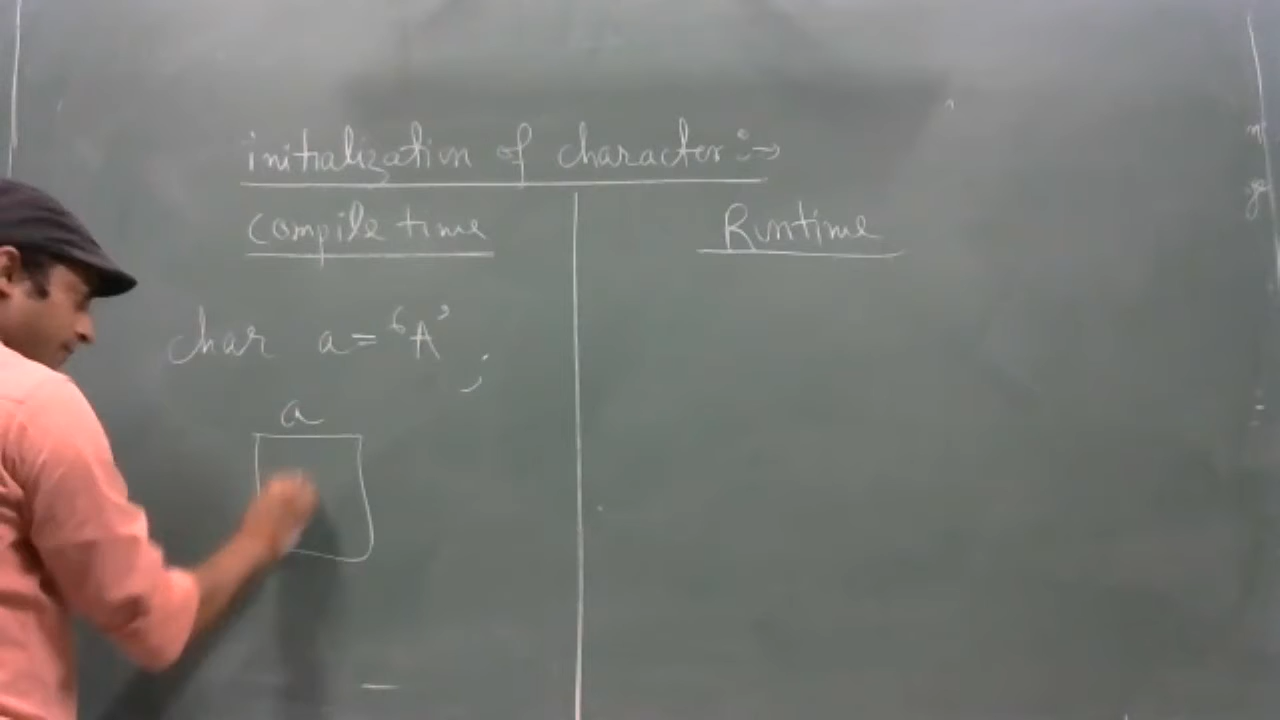 initialization of character :→
Compile time
Runtime
char a = 'A' ;
a